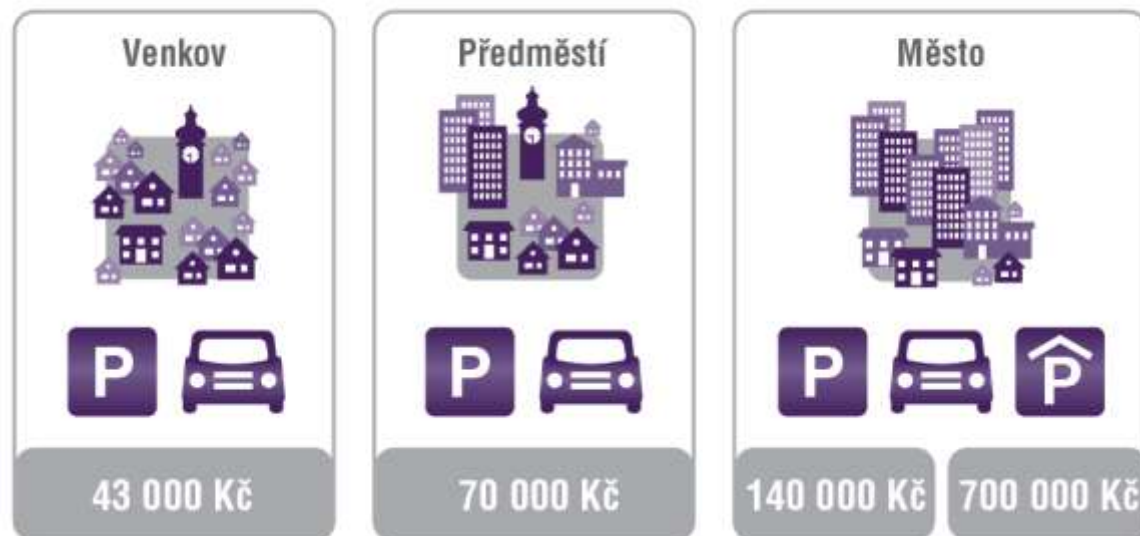 Venkov
Předměstí
Město
P
P
P
P
43 000 Kč
70 000 Kč
140 000 Kč
700 000 Kč